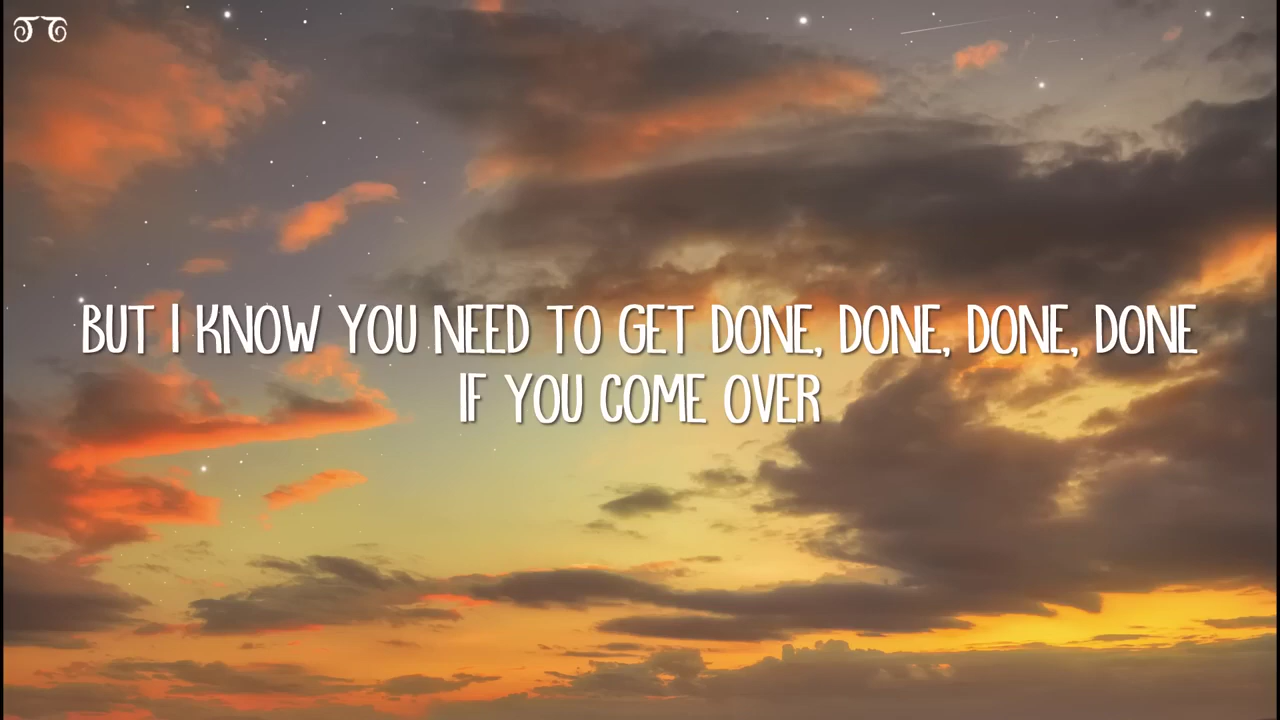 BUT I KNOW YOU NEED TO GET DONE, DONE, DONE, DONE
IF YOU COME OVER